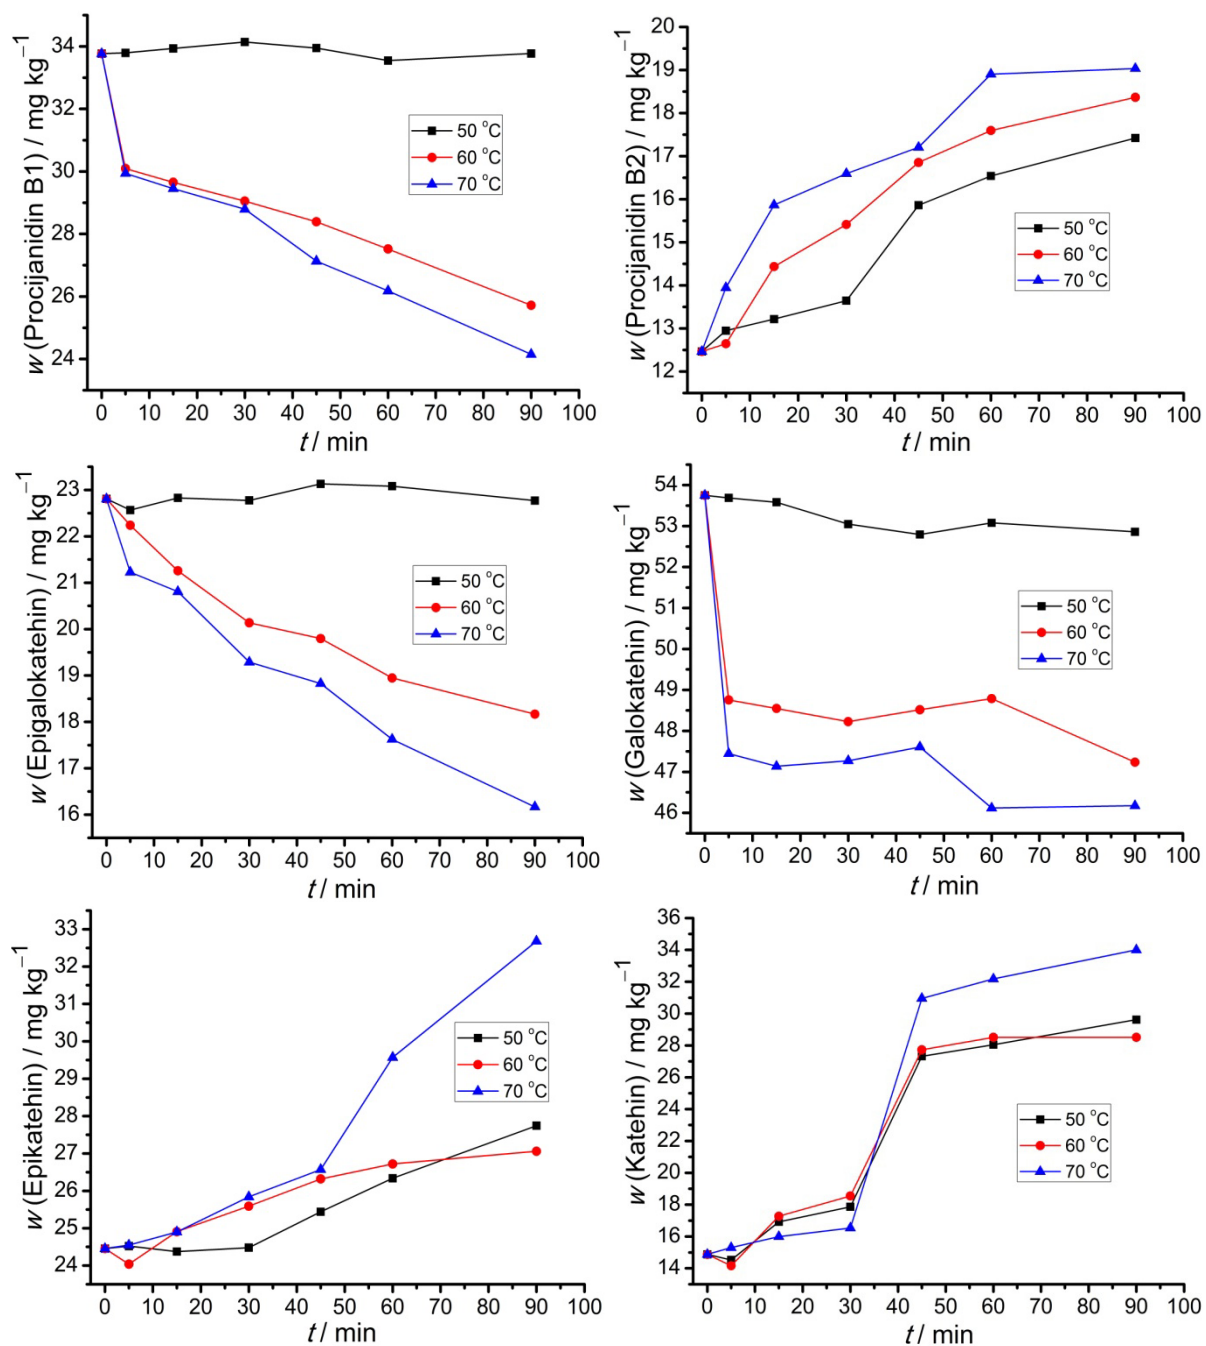 w (Procijanidin B1) / mg kg⁻¹
34
32
30
28
26
24
50 °C
60 °C
70 °C
0 10 20 30 40 50 60 70 80 90 100
t / min
w (Procijanidin B2) / mg kg⁻¹
20
19
18
17
16
15
14
13
12
50 °C
60 °C
70 °C
0 10 20 30 40 50 60 70 80 90 100
t / min
w (Epigalokatehin) / mg kg⁻¹
23
22
21
20
19
18
17
16
50 °C
60 °C
70 °C
0 10 20 30 40 50 60 70 80 90 100
t / min
w (Galokatehin) / mg kg⁻¹
54
53
52
51
50
49
48
47
46
50 °C
60 °C
70 °C
0 10 20 30 40 50 60 70 80 90 100
t / min
w (Epikatehin) / mg kg⁻¹
33
32
31
30
29
28
27
26
25
24
50 °C
60 °C
70 °C
0 10 20 30 40 50 60 70 80 90 100
t / min
w (Katehin) / mg kg⁻¹
36
34
32
30
28
26
24
22
20
18
16
14
50 °C
60 °C
70 °C
0 10 20 30 40 50 60 70 80 90 100
t / min